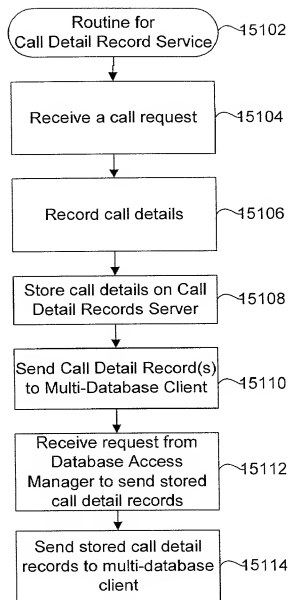 Routine for
Call Detail Record Service
15102
Receive a call request
15104
Record call details
15106
Store call details on Call
Detail Records Server
15108
Send Call Detail Record(s)
to Multi-Database Client
15110
Receive request from
Database Access
Manager to send stored
call detail records
15112
Send stored call detail
records to multi-database
client
15114